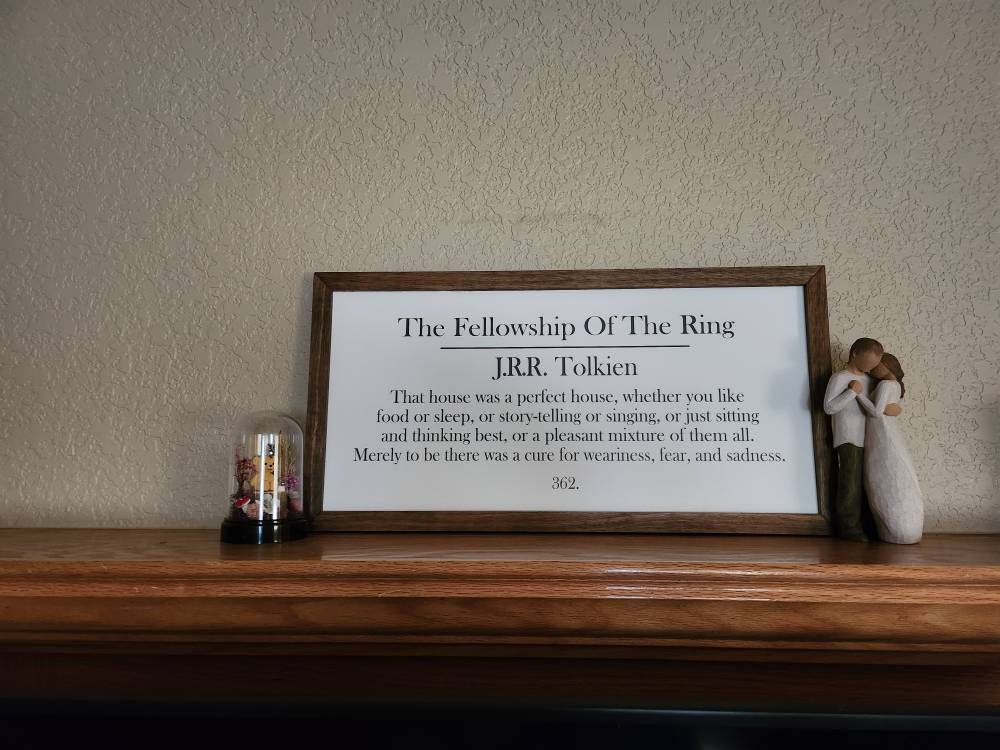 The Fellowship Of The Ring
J.R.R. Tolkien
That house was a perfect house, whether you like
food or sleep, or story-telling or singing, or just sitting
and thinking best, or a pleasant mixture of them all.
Merely to be there was a cure for weariness, fear, and sadness.
362.